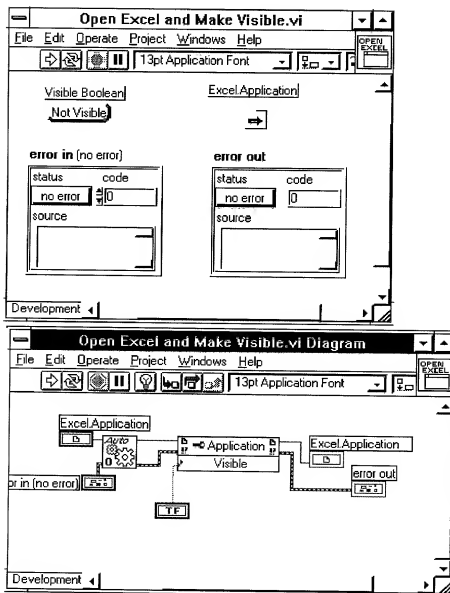 Open Excel and Make Visible.vi
File Edit Operate Project Windows Help
OPEN EXCEL
13pt Application Font
Visible Boolean
Not Visible
Excel.Application
error in (no error)
error out
status code
no error 0
source
status code
no error 0
source
Development
Open Excel and Make Visible.vi Diagram
File Edit Operate Project Windows Help
OPEN EXCEL
13pt Application Font
Excel.Application
Auto
Application
Visible
Excel.Application
or in (no error)
error out
TF
Development